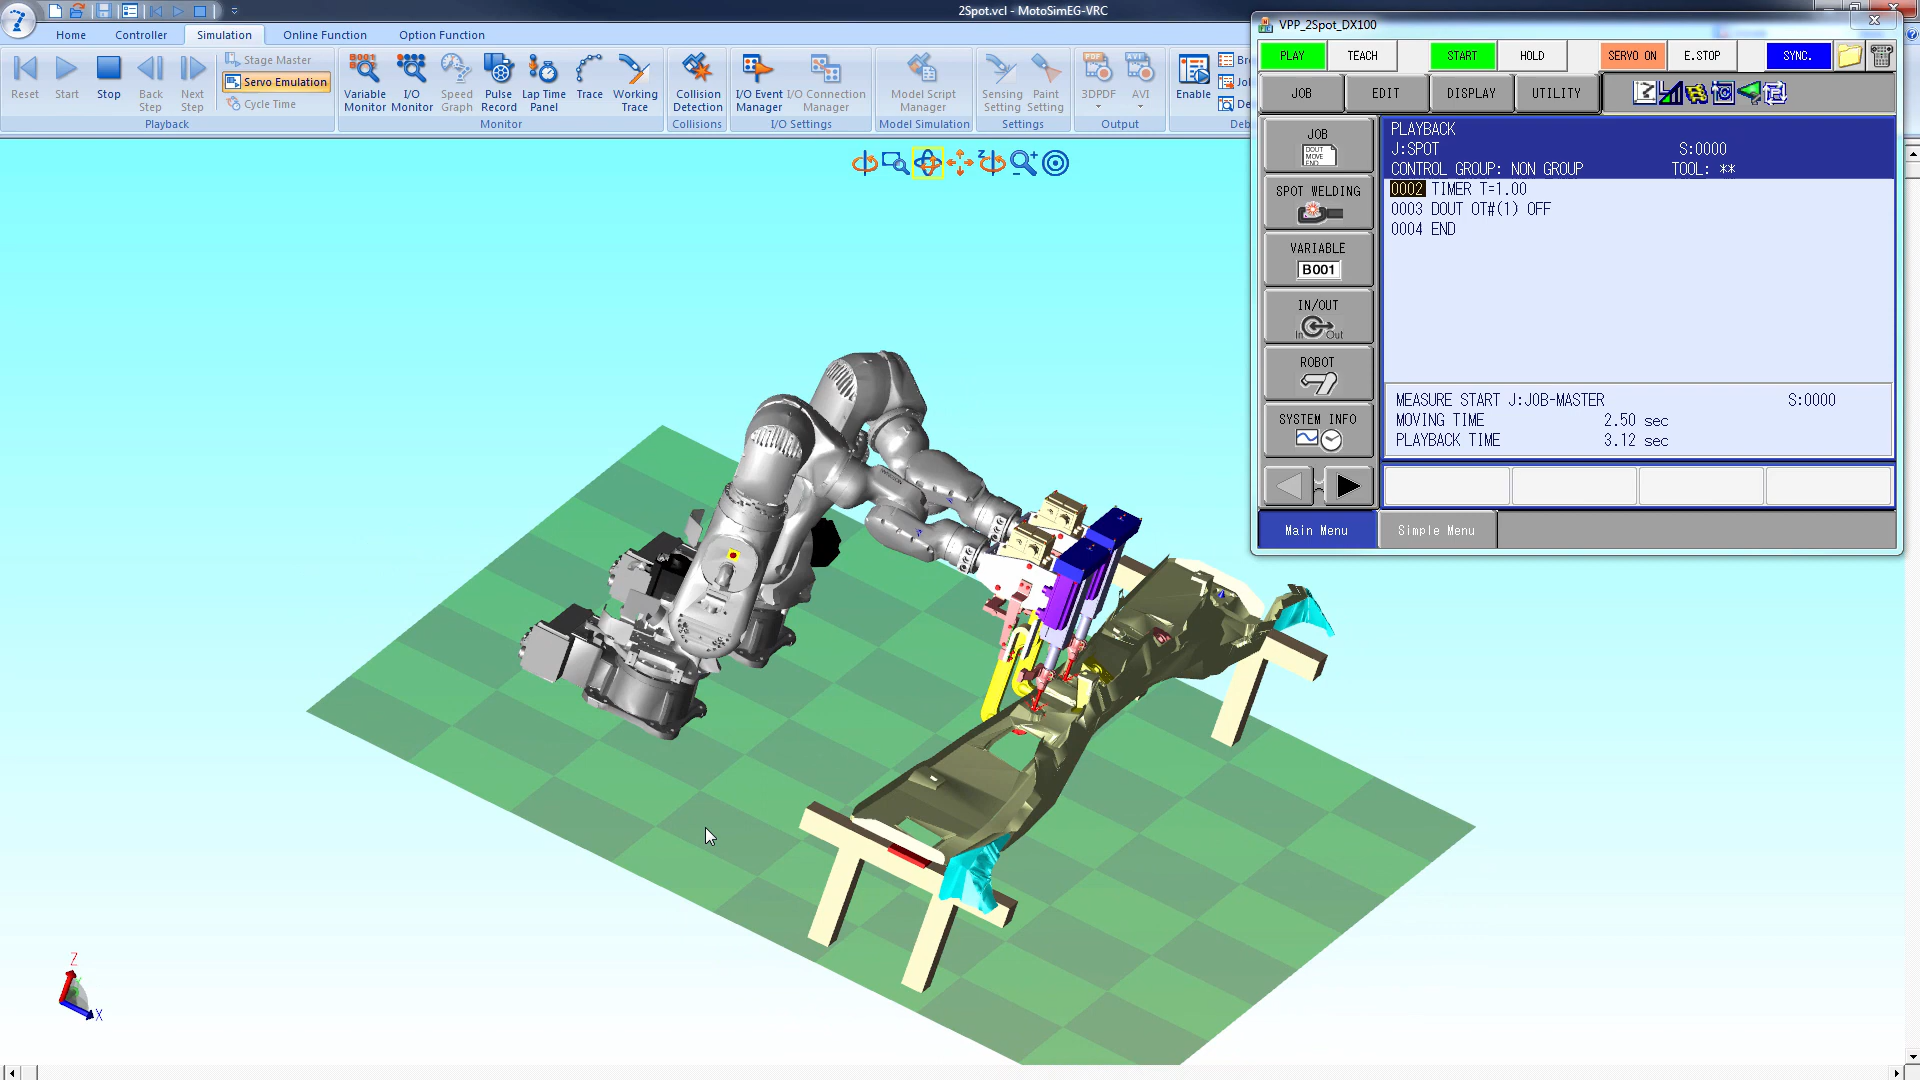 2Spot.vcl - MotoSimEG-VRC
Home Controller Simulation Online Function Option Function
Reset
Start
Stop
Back Step
Next Step
Stage Master
Servo Emulation
Cycle Time
Playback
Variable Monitor
I/O Monitor
Speed Graph
Pulse Record
Lap Time Panel
Trace
Working Trace
Monitor
Collision Detection
Collisions
I/O Event Manager
I/O Connection Manager
I/O Settings
Model Script Manager
Model Simulation
Sensing Setting
Paint Setting
Settings
3DPDF
AVI
Output
Enable
Bre
Jo
De
Deb
VPP_2Spot_DX100
PLAY TEACH START HOLD SERVO ON E.STOP SYNC.
JOB EDIT DISPLAY UTILITY
JOB
DOUT
MOVE
END
SPOT WELDING
VARIABLE
B001
IN/OUT
In Out
ROBOT
SYSTEM INFO
PLAYBACK
J:SPOT S:0000
CONTROL GROUP: NON GROUP TOOL: **
0002 TIMER T=1.00
0003 DOUT OT#(1) OFF
0004 END
MEASURE START J:JOB-MASTER S:0000
MOVING TIME 2.50 sec
PLAYBACK TIME 3.12 sec
Main Menu Simple Menu
Z
X